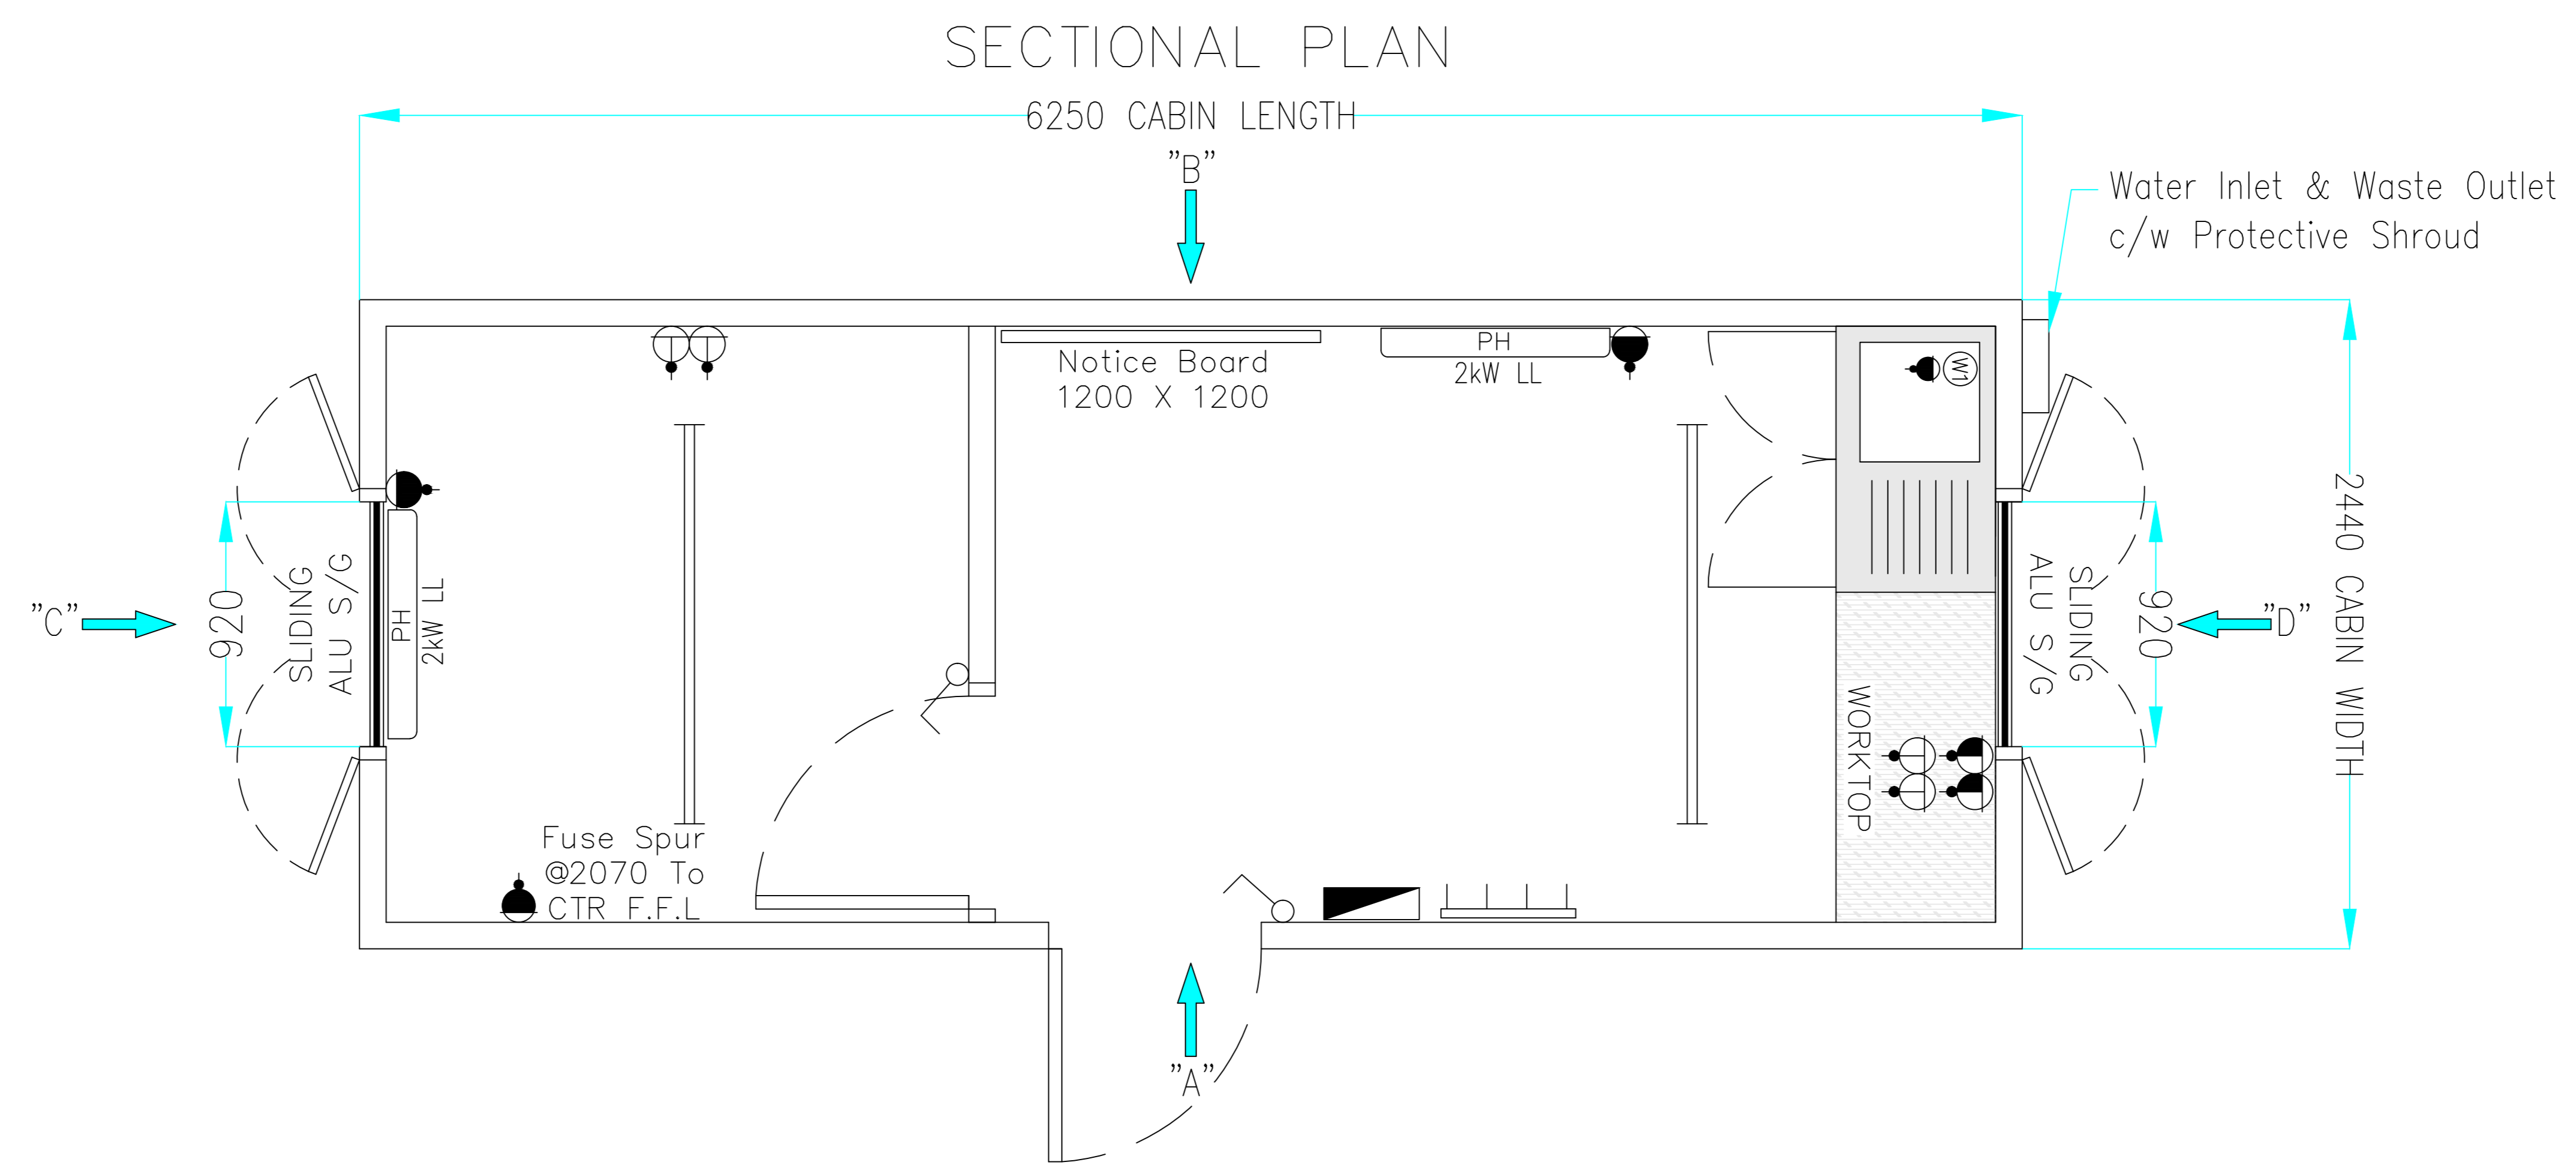 SECTIONAL PLAN
6250 CABIN LENGTH
"B"
Water Inlet & Waste Outlet
c/w Protective Shroud
Notice Board
1200 X 1200
PH
2kW LL
W1
"C"
920
SLIDING
ALU S/G
PH
2kW LL
WORKTOP
ALU S/G
SLIDING
920
"D"
2440 CABIN WIDTH
Fuse Spur
@2070 To
CTR F.F.L
"A"